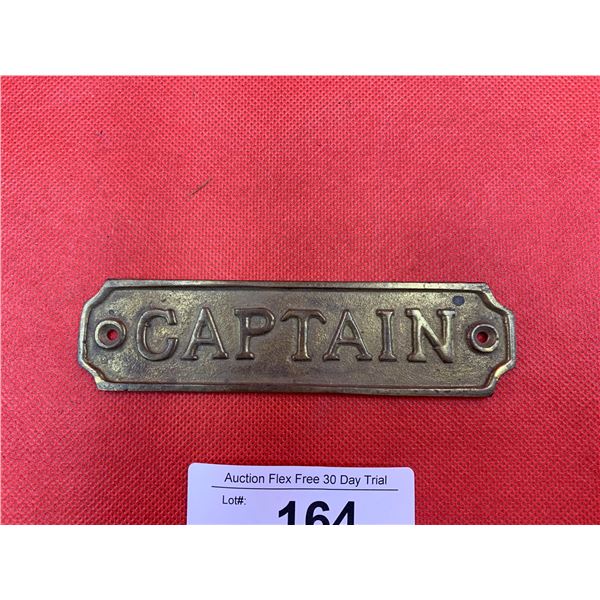 CAPTAIN
Auction Flex Free 30 Day Trial
Lot#:
164